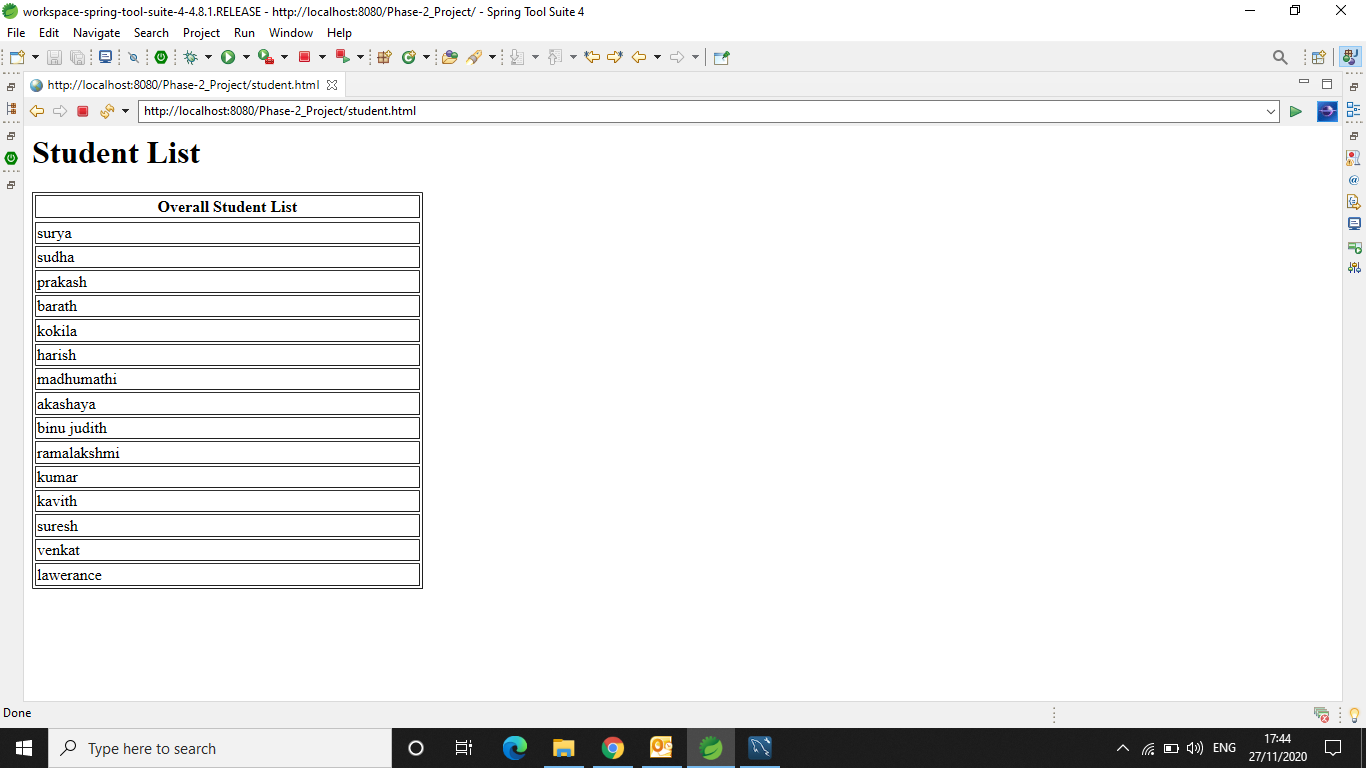 workspace-spring-tool-suite-4-4.8.1.RELEASE - http://localhost:8080/Phase-2_Project/ - Spring Tool Suite 4
File Edit Navigate Search Project Run Window Help
http://localhost:8080/Phase-2_Project/student.html
http://localhost:8080/Phase-2_Project/student.html
Student List
Overall Student List
surya
sudha
prakash
barath
kokila
harish
madhumathi
akashaya
binu judith
ramalakshmi
kumar
kavith
suresh
venkat
lawerance
Done
Type here to search
ENG
17:44
27/11/2020